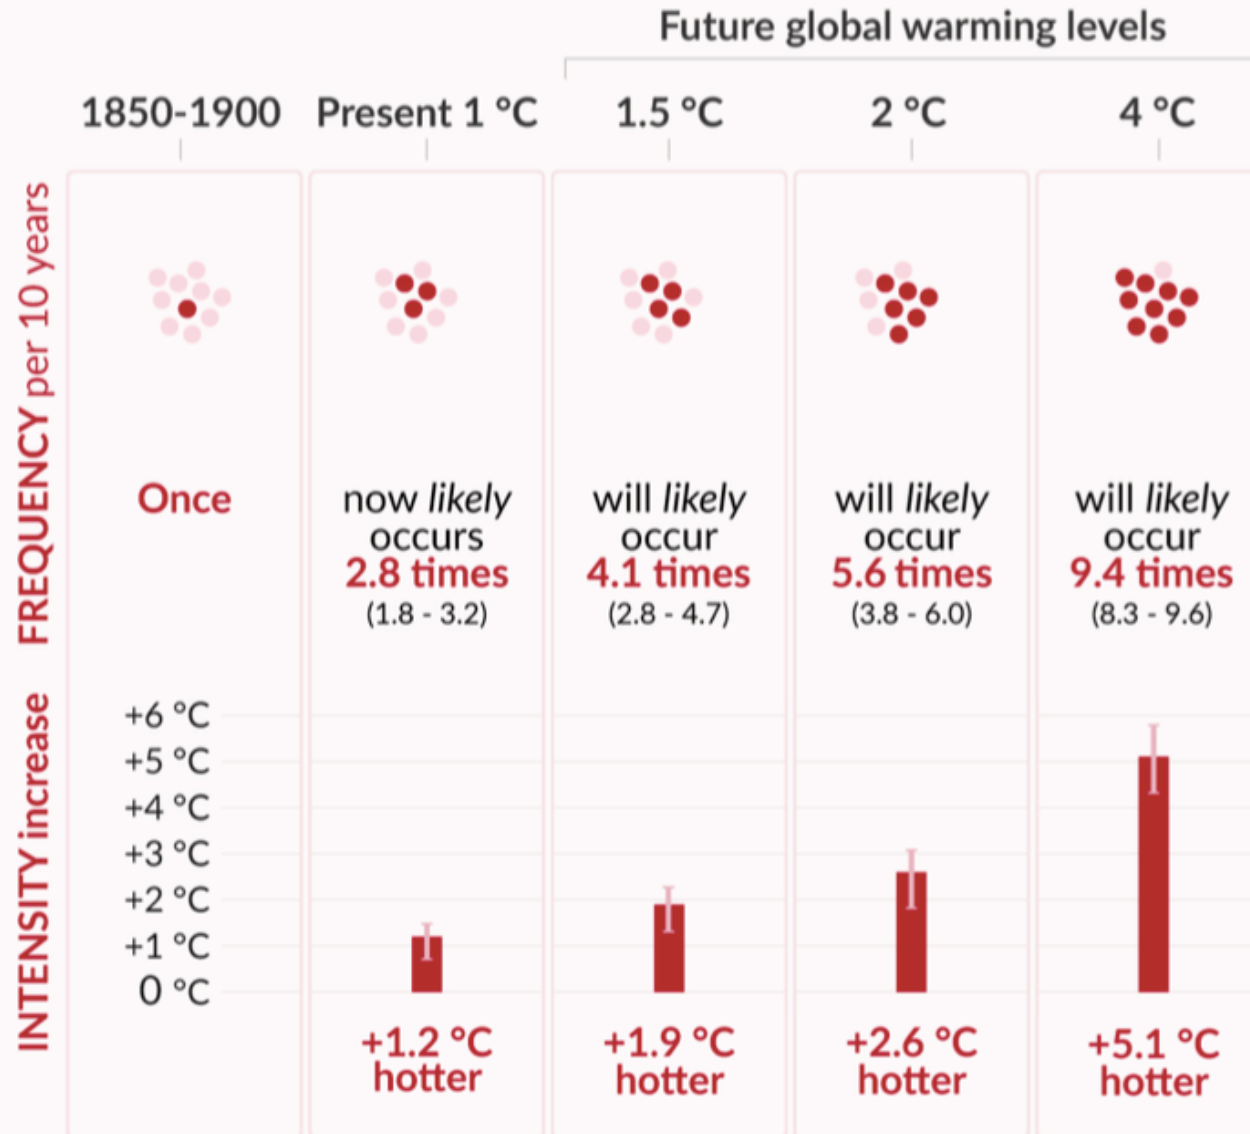 Future global warming levels
1850-1900
Present 1 °C
1.5 °C
2 °C
4 °C
FREQUENCY per 10 years
Once
now likely
occurs
2.8 times
(1.8 - 3.2)
will likely
occur
4.1 times
(2.8 - 4.7)
will likely
occur
5.6 times
(3.8 - 6.0)
will likely
occur
9.4 times
(8.3 - 9.6)
INTENSITY increase
+6 °C
+5 °C
+4 °C
+3 °C
+2 °C
+1 °C
0 °C
+1.2 °C
hotter
+1.9 °C
hotter
+2.6 °C
hotter
+5.1 °C
hotter